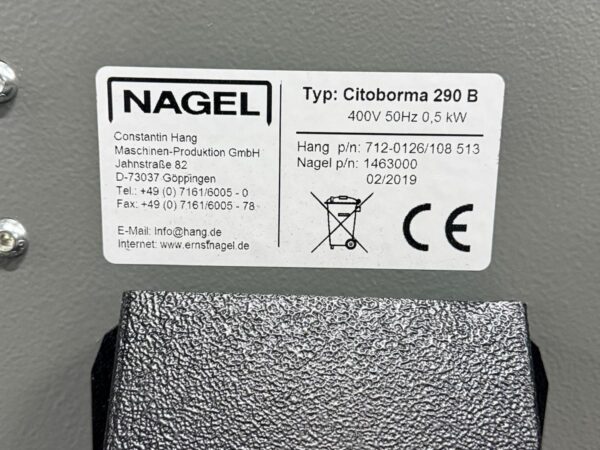 NAGEL
Constantin Hang
Maschinen-Produktion GmbH
Jahnstraße 82
D-73037 Göppingen
Tel.: +49 (0) 7161/6005 - 0
Fax: +49 (0) 7161/6005 - 78
E-Mail: info@hang.de
Internet: www.ernstnagel.de
Typ: Citoborma 290 B
400V 50Hz 0,5 kW
Hang p/n: 712-0126/108 513
Nagel p/n: 1463000
02/2019
CE